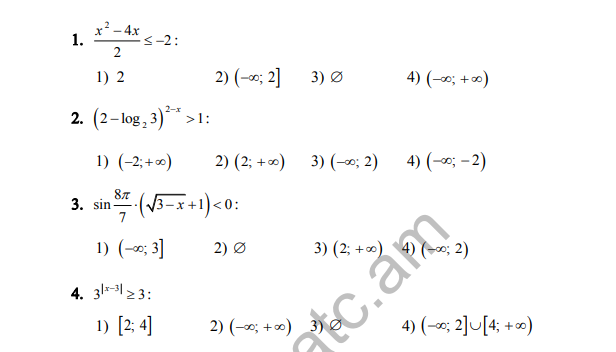 1. (x² − 4x)/2 ≤ −2 :
1) 2 2) (−∞; 2] 3) ∅ 4) (−∞; +∞)
2. (2 − log₂ 3)^(2−x) > 1 :
1) (−2; +∞) 2) (2; +∞) 3) (−∞; 2) 4) (−∞; −2)
3. sin 8π/7 · (√(3−x) + 1) < 0 :
1) (−∞; 3] 2) ∅ 3) (2; +∞) 4) (−∞; 2)
4. 3^|x−3| ≥ 3 :
1) [2; 4] 2) (−∞; +∞) 3) ∅ 4) (−∞; 2]∪[4; +∞)
atc.am